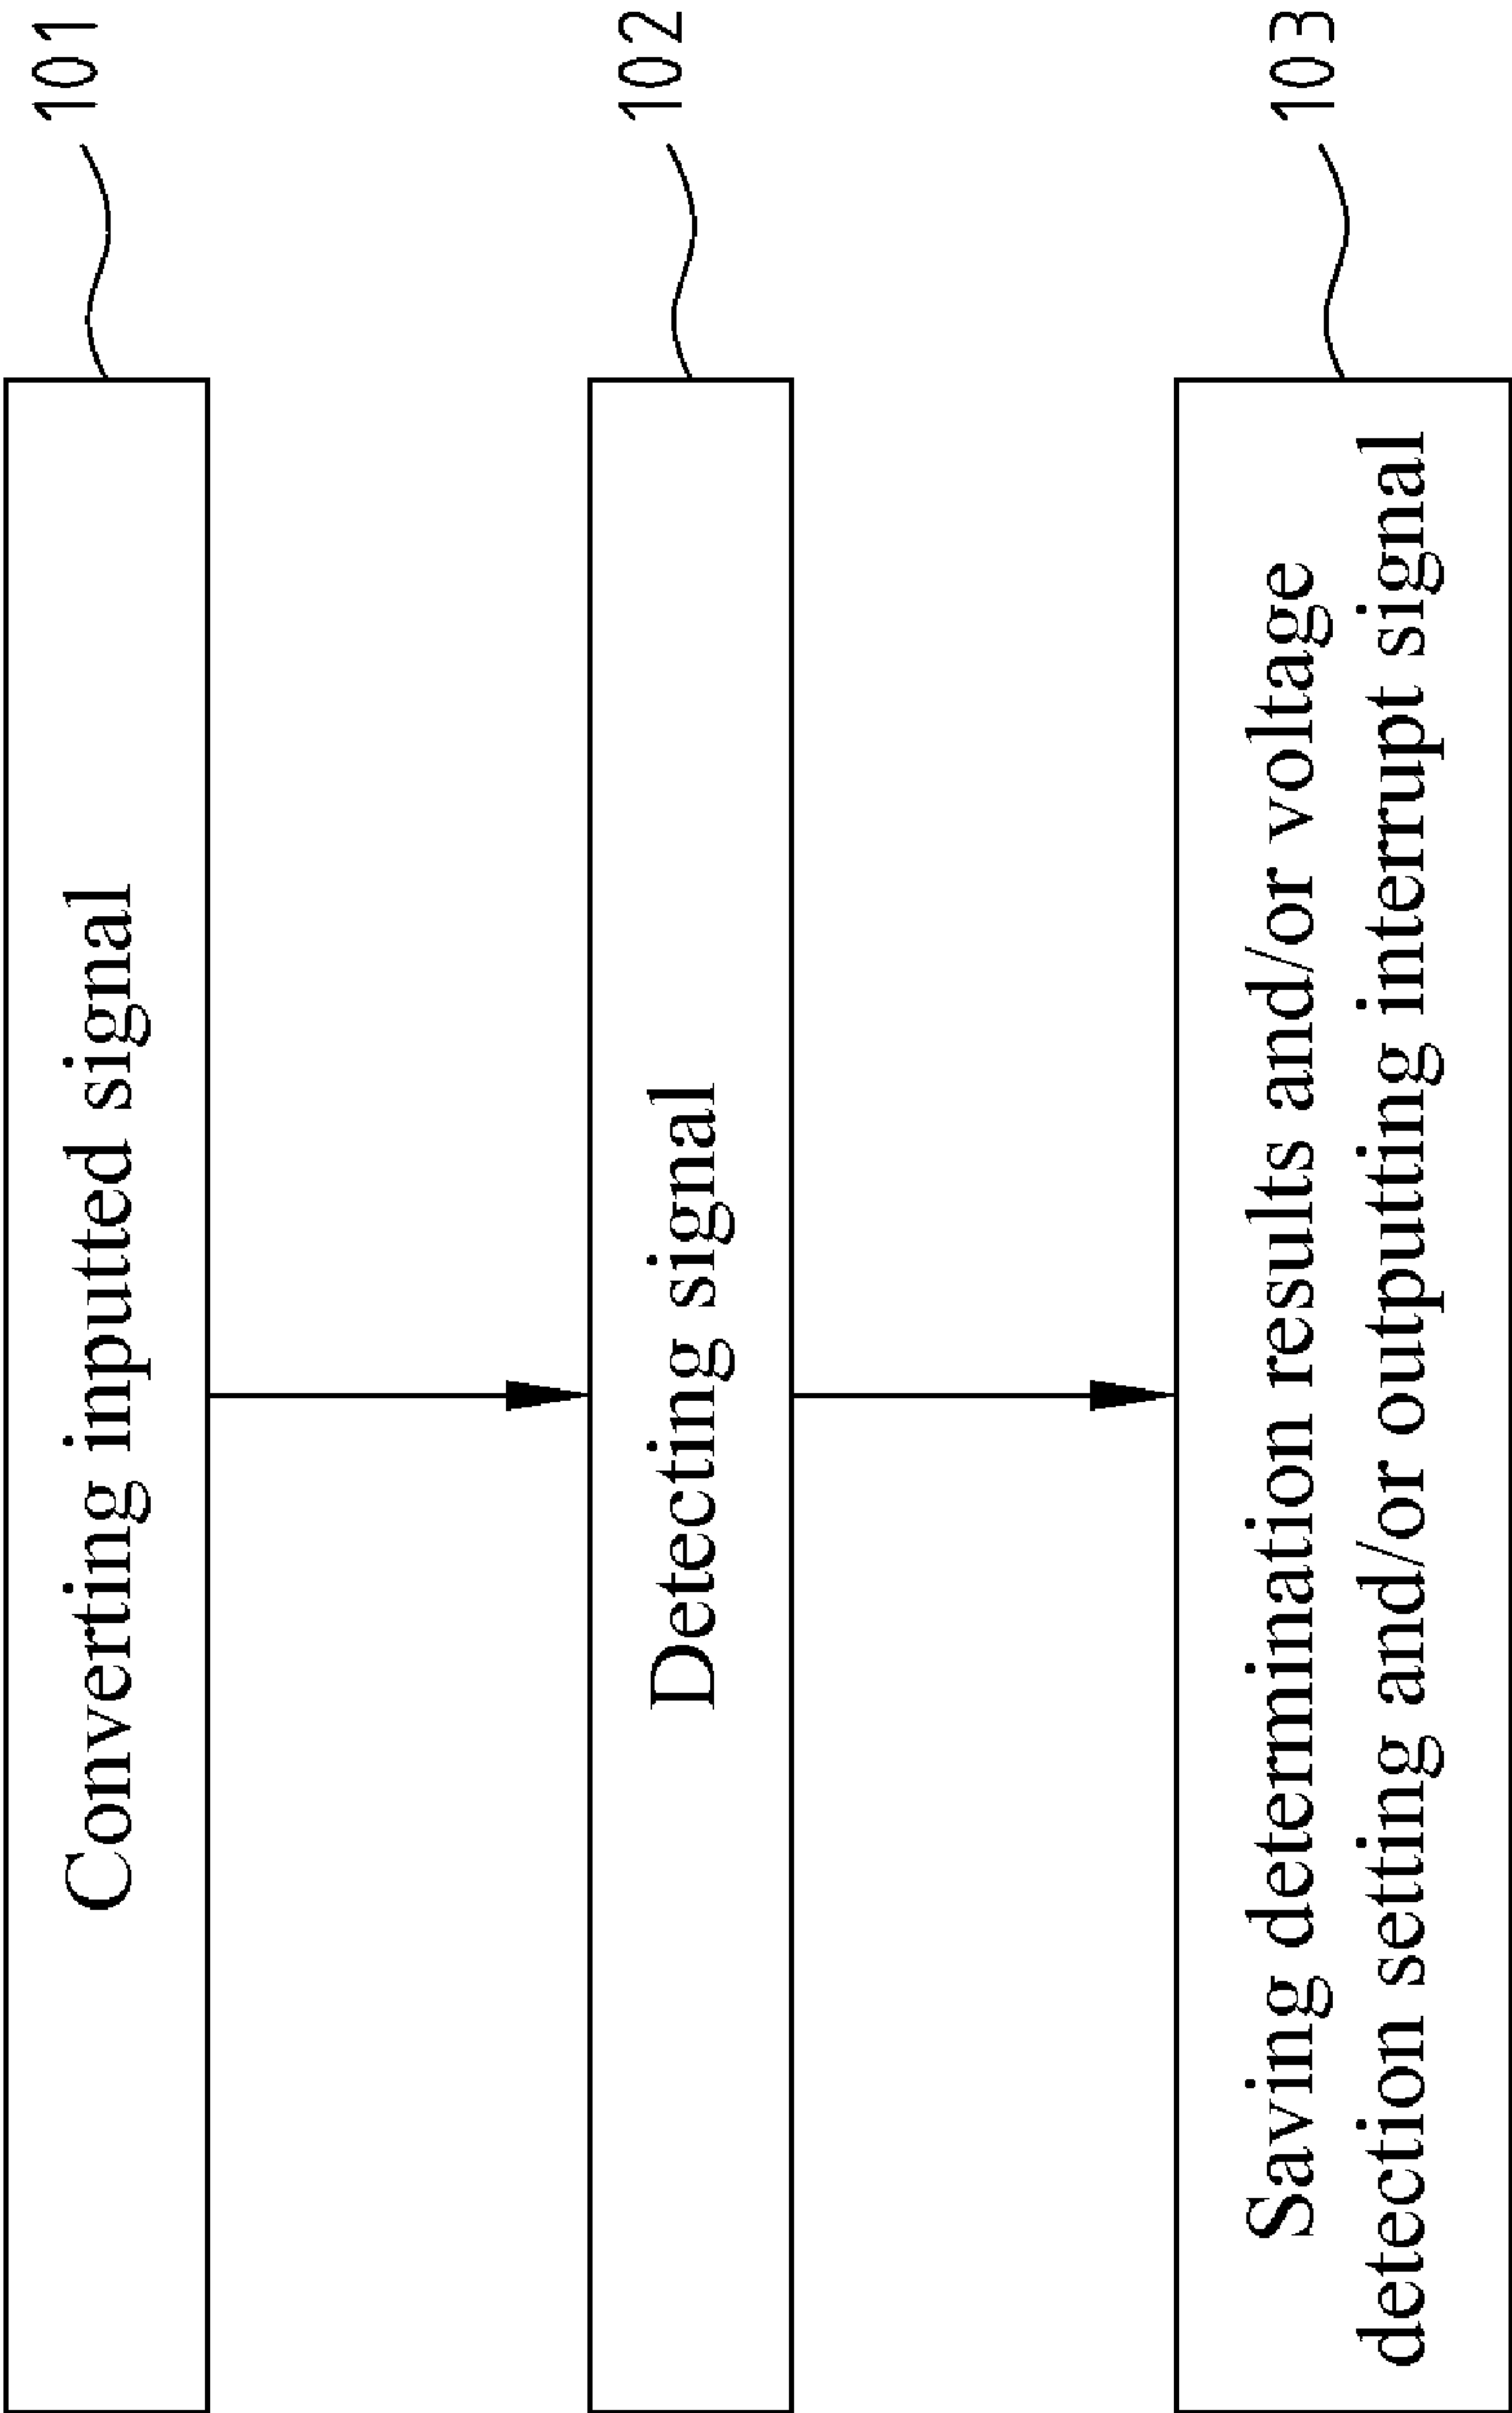 Converting inputted signal
101
Detecting signal
102
Saving determination results and/or voltage
detection setting and/or outputting interrupt signal
103